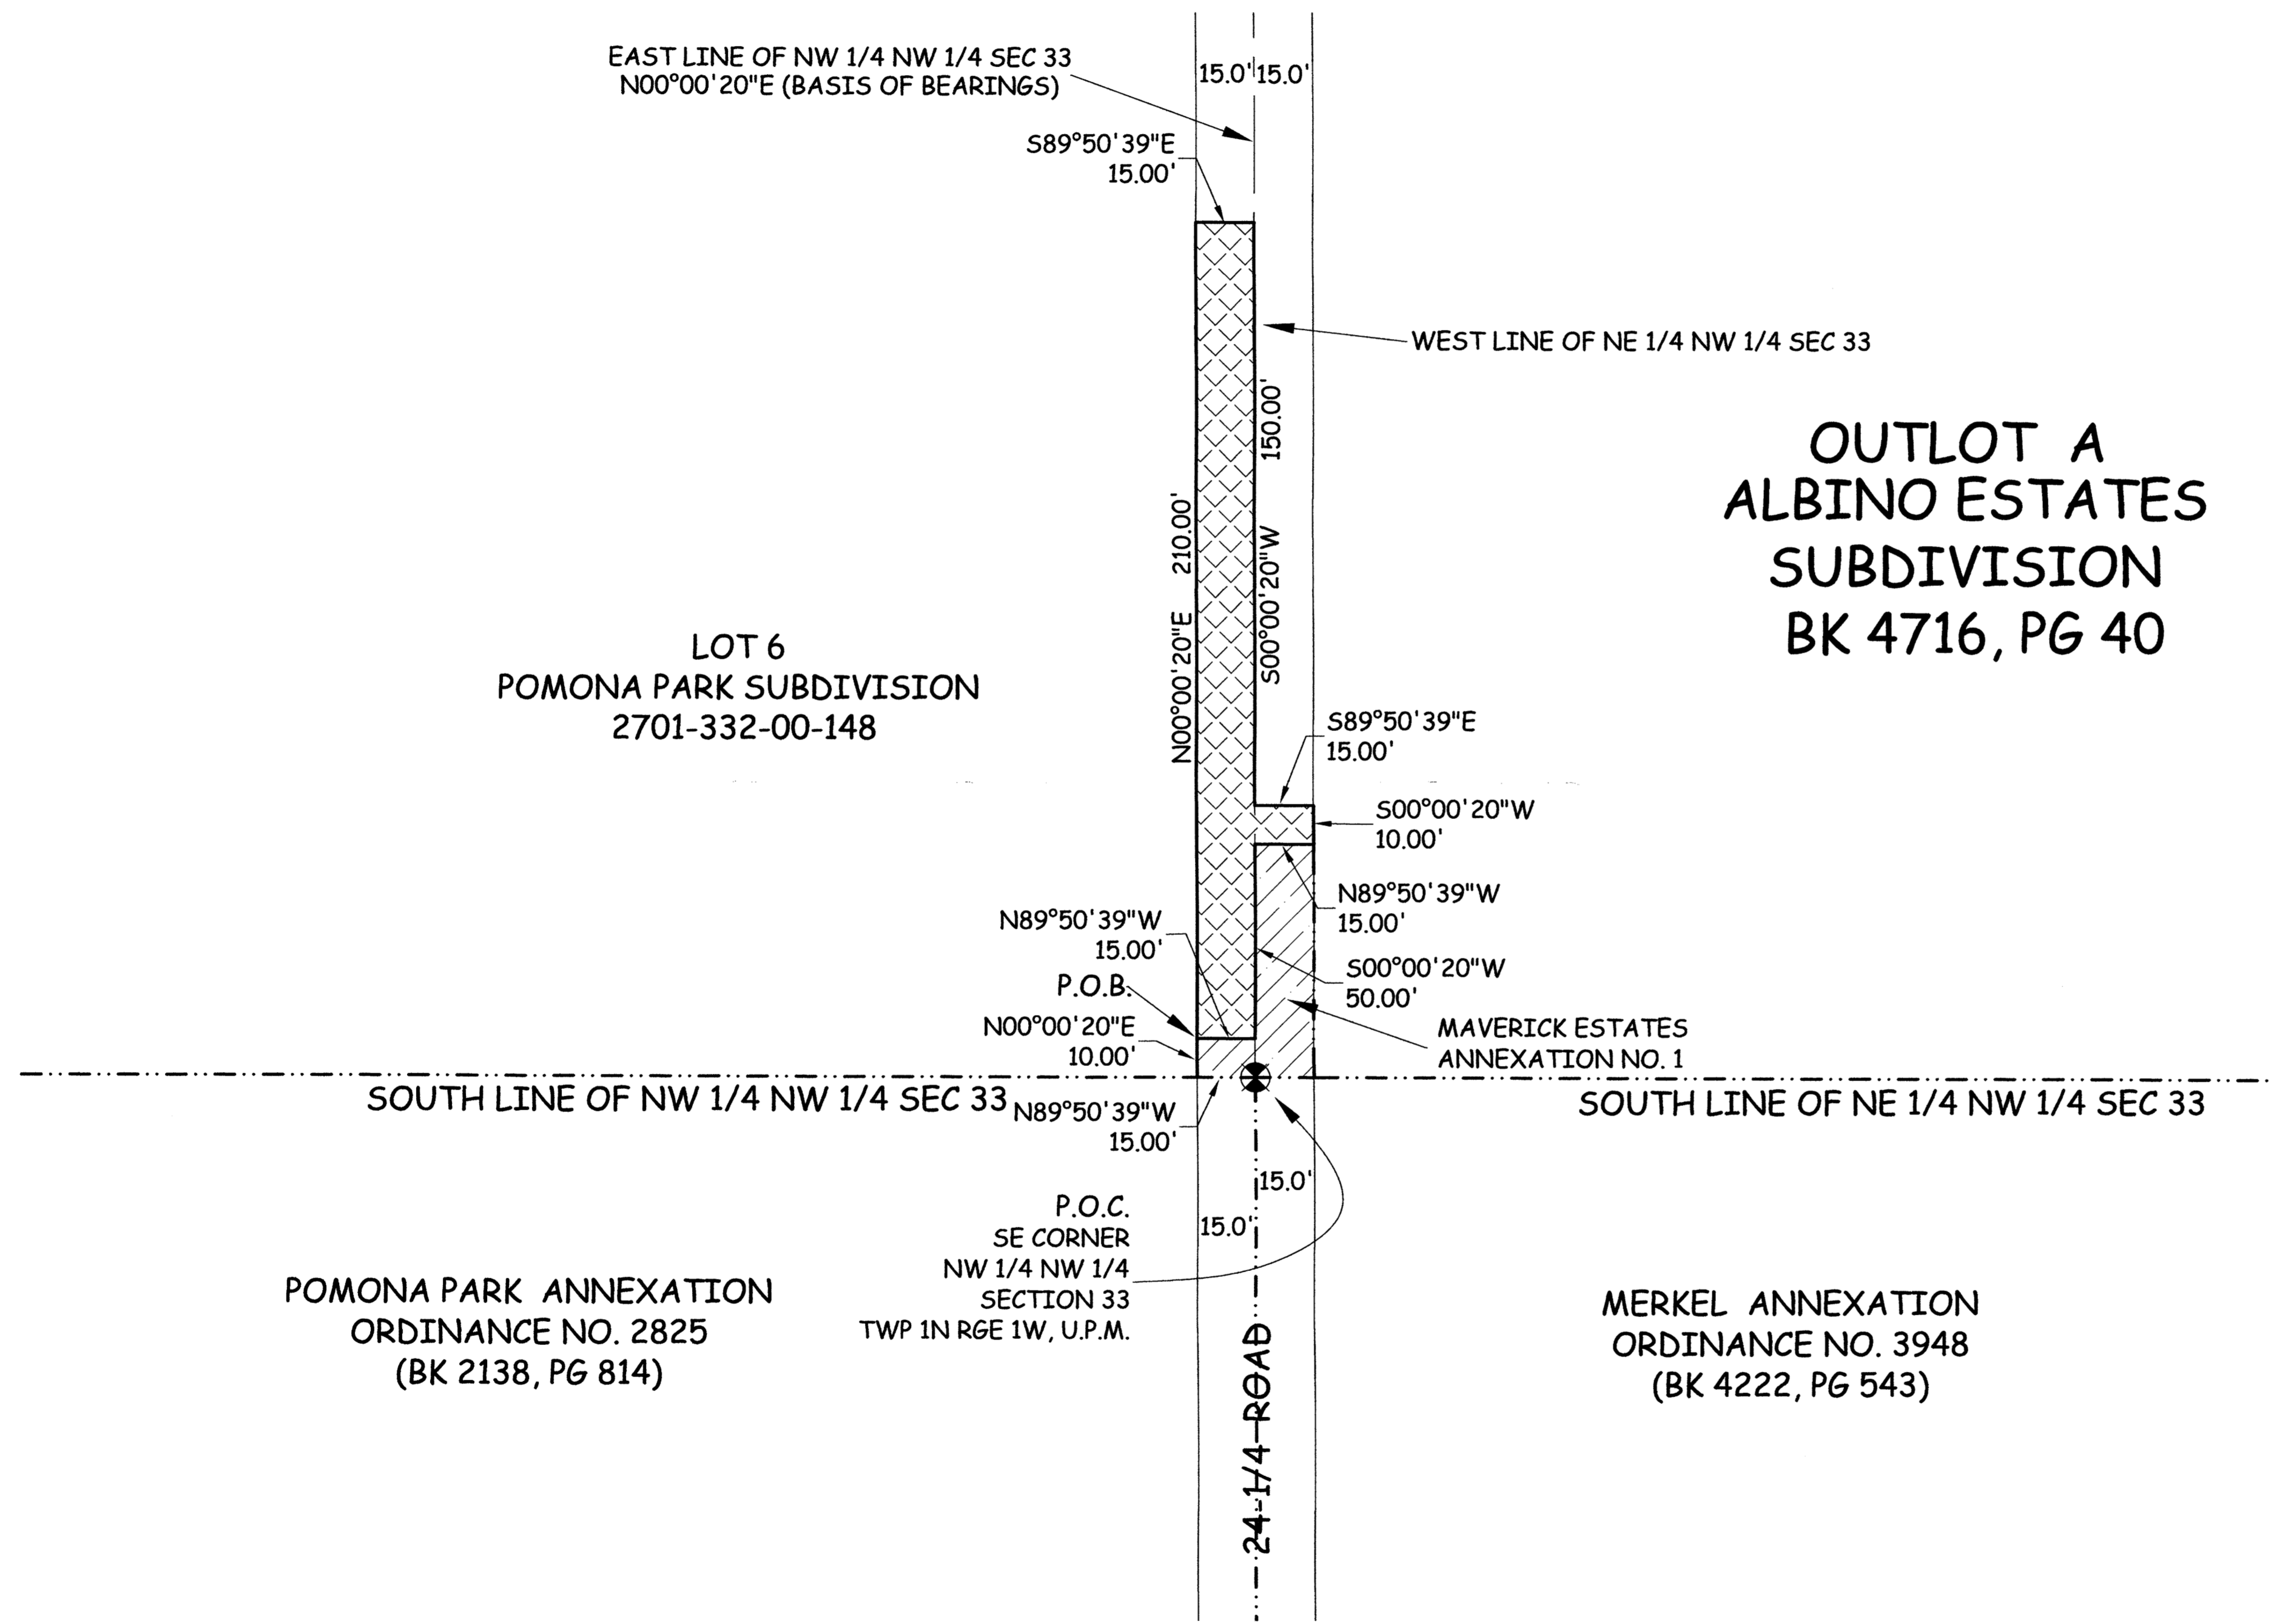 EAST LINE OF NW 1/4 NW 1/4 SEC 33
N00°00'20"E (BASIS OF BEARINGS)
15.0' 15.0'
S89°50'39"E
15.00'
WEST LINE OF NE 1/4 NW 1/4 SEC 33
OUTLOT A
ALBINO ESTATES
SUBDIVISION
BK 4716, PG 40
N00°00'20"E 210.00'
S00°00'20"W 150.00'
LOT 6
POMONA PARK SUBDIVISION
2701-332-00-148
S89°50'39"E
15.00'
S00°00'20"W
10.00'
N89°50'39"W
15.00'
N89°50'39"W
15.00'
S00°00'20"W
50.00'
P.O.B.
N00°00'20"E
10.00'
MAVERICK ESTATES
ANNEXATION NO. 1
SOUTH LINE OF NW 1/4 NW 1/4 SEC 33
SOUTH LINE OF NE 1/4 NW 1/4 SEC 33
N89°50'39"W
15.00'
15.0'
15.0'
P.O.C.
SE CORNER
NW 1/4 NW 1/4
SECTION 33
TWP 1N RGE 1W, U.P.M.
POMONA PARK ANNEXATION
ORDINANCE NO. 2825
(BK 2138, PG 814)
24-1/4 ROAD
MERKEL ANNEXATION
ORDINANCE NO. 3948
(BK 4222, PG 543)